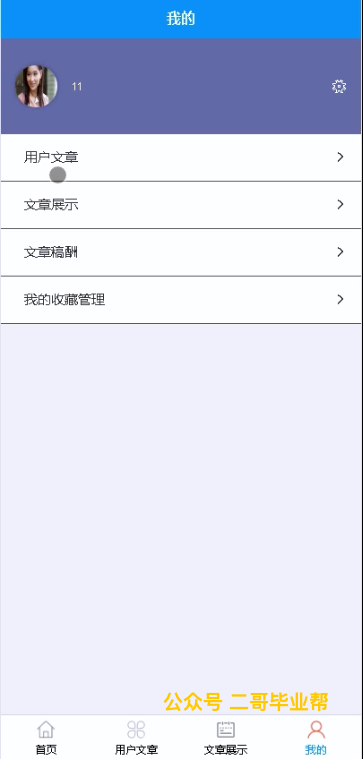 我的
11
用户文章
文章展示
文章稿酬
我的收藏管理
公众号 二哥毕业帮
首页
用户文章
文章展示
我的